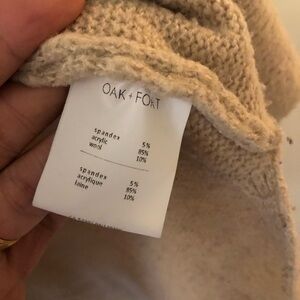 OAK + FORT
spandex 5%
acrylic 85%
wool 10%
spandex 5%
acrylique 85%
laine 10%